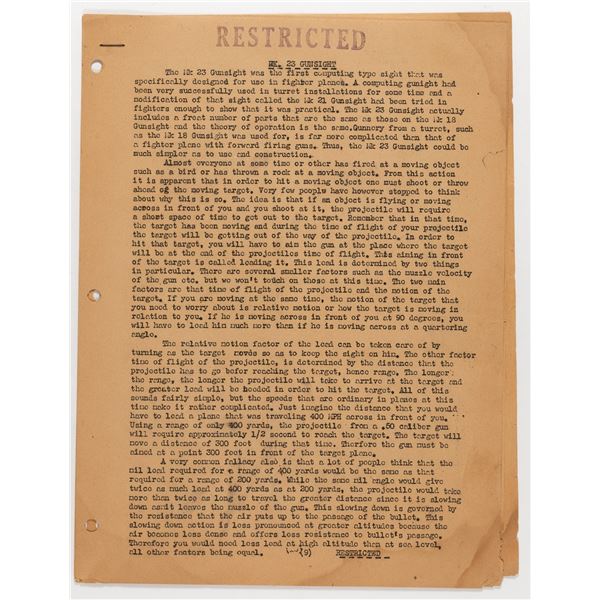 RESTRICTED
MK. 23 GUNSIGHT
The Mk 23 Gunsight was the first computing type sight that was
specifically designed for use in fighter planes. A computing gunsight had
been very successfully used in turret installations for some time and a
modification of that sight called the Mk 21 Gunsight had been tried in
fighters enough to show that it was practical. The Mk 23 Gunsight actually
includes a great number of parts that are the same as those on the Mk 18
Gunsight and the theory of operation is the same. Gunnery from a turret, such
as the Mk 18 Gunsight was used for, is far more complicated than that of
a fighter plane with forward firing guns. Thus, the Mk 23 Gunsight could be
much simpler as to use and construction.
Almost everyone at some time or other has fired at a moving object
such as a bird or has thrown a rock at a moving object. From this action
it is apparent that in order to hit a moving object one must shoot or throw
ahead of the moving target. Very few people have however stopped to think
about why this is so. The idea is that if an object is flying or moving
across in front of you and you shoot at it, the projectile will require
a short space of time to get out to the target. Remember that in that time,
the target has been moving and during the time of flight of your projectile
the target will be getting out of the way of the projectile. In order to
hit that target, you will have to aim the gun at the place where the target
will be at the end of the projectiles time of flight. This aiming in front
of the target is called leading it. This lead is determined by two things
in particular. There are several smaller factors such as the muzzle velocity
of the gun etc. but we won't touch on those at this time. The two main
factors are that time of flight of the projectile and the motion of the
target. If you are moving at the same time, the motion of the target that
you need to worry about is relative motion or how the target is moving in
relation to you. If he is moving across in front of you at 90 degrees, you
will have to lead him much more than if he is moving across at a quartering
angle.
The relative motion factor of the lead can be taken care of by
turning as the target moves so as to keep the sight on him. The other factor
time of flight of the projectile, is determined by the distance that the
projectile has to go befor reaching the target, hence range. The longer
the range, the longer the projectile will take to arrive at the target and
the greater lead will be needed in order to hit the target. All of this
sounds fairly simple, but the speeds that are ordinary in planes at this
time make it rather complicated. Just imagine the distance that you would
have to lead a plane that was traveling 400 MPH across in front of you.
Using a range of only 400 yards, the projectile from a .50 caliber gun
will require approximately 1/2 second to reach the target. The target will
move a distance of 300 feet during that time. Therfore the gun must be
aimed at a point 300 feet in front of the target plane.
A very common fallacy also is that a lot of people think that the
mil lead required for a range of 400 yards would be the same as that
required for a range of 200 yards. While the same mil angle would give
twice as much lead at 400 yards as at 200 yards, the projectile would take
more than twice as long to travel the greater distance since it is slowing
down as it leaves the muzzle of the gun. This slowing down is governed by
the resistance that the air puts up to the passage of the bullet. This
slowing down action is less pronounced at greater altitudes because the
air becomes less dense and offers less resistance to bullet's passage.
Therefore you would need less lead at high altitude than at sea level,
all other factors being equal. (9) RESTRICTED